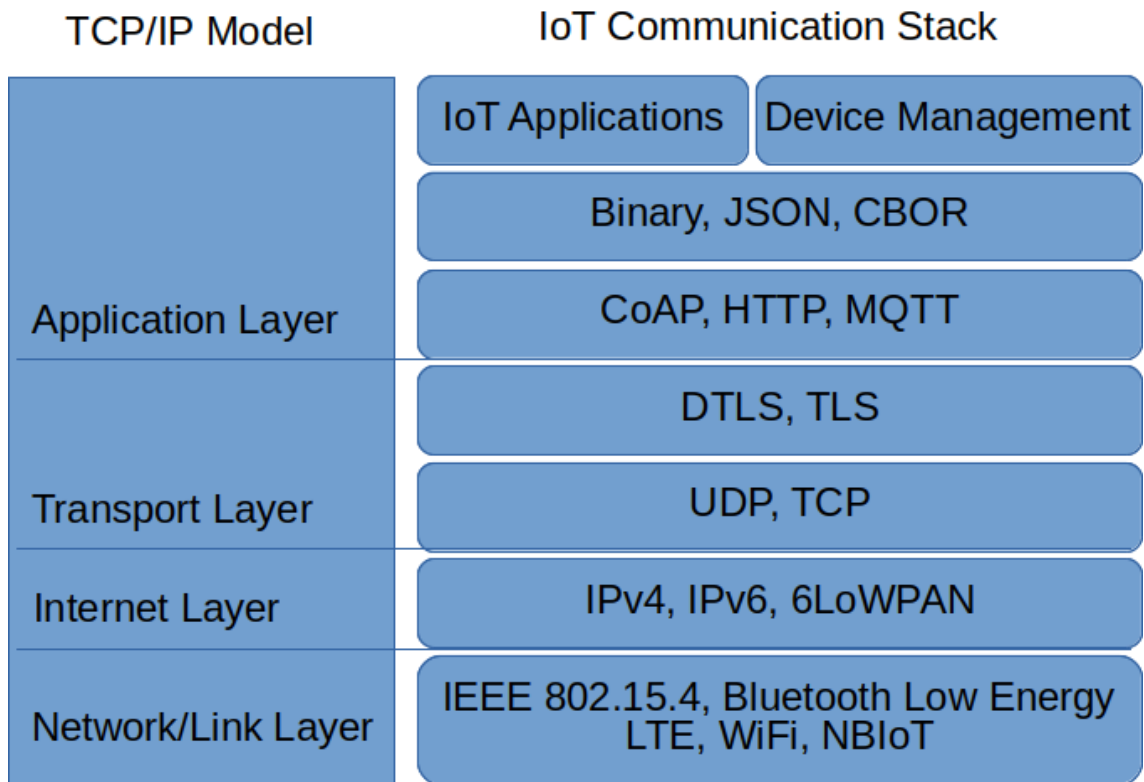 TCP/IP Model
IoT Communication Stack
IoT Applications
Device Management
Binary, JSON, CBOR
Application Layer
CoAP, HTTP, MQTT
DTLS, TLS
Transport Layer
UDP, TCP
Internet Layer
IPv4, IPv6, 6LoWPAN
Network/Link Layer
IEEE 802.15.4, Bluetooth Low Energy
LTE, WiFi, NBIoT